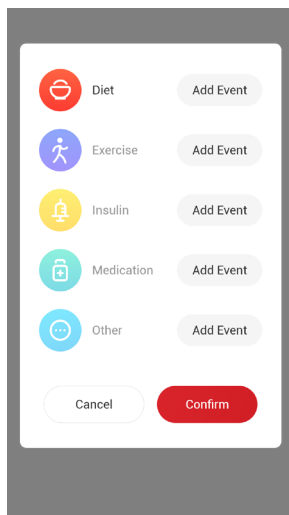 Diet Add Event
Exercise Add Event
Insulin Add Event
Medication Add Event
Other Add Event
Cancel Confirm